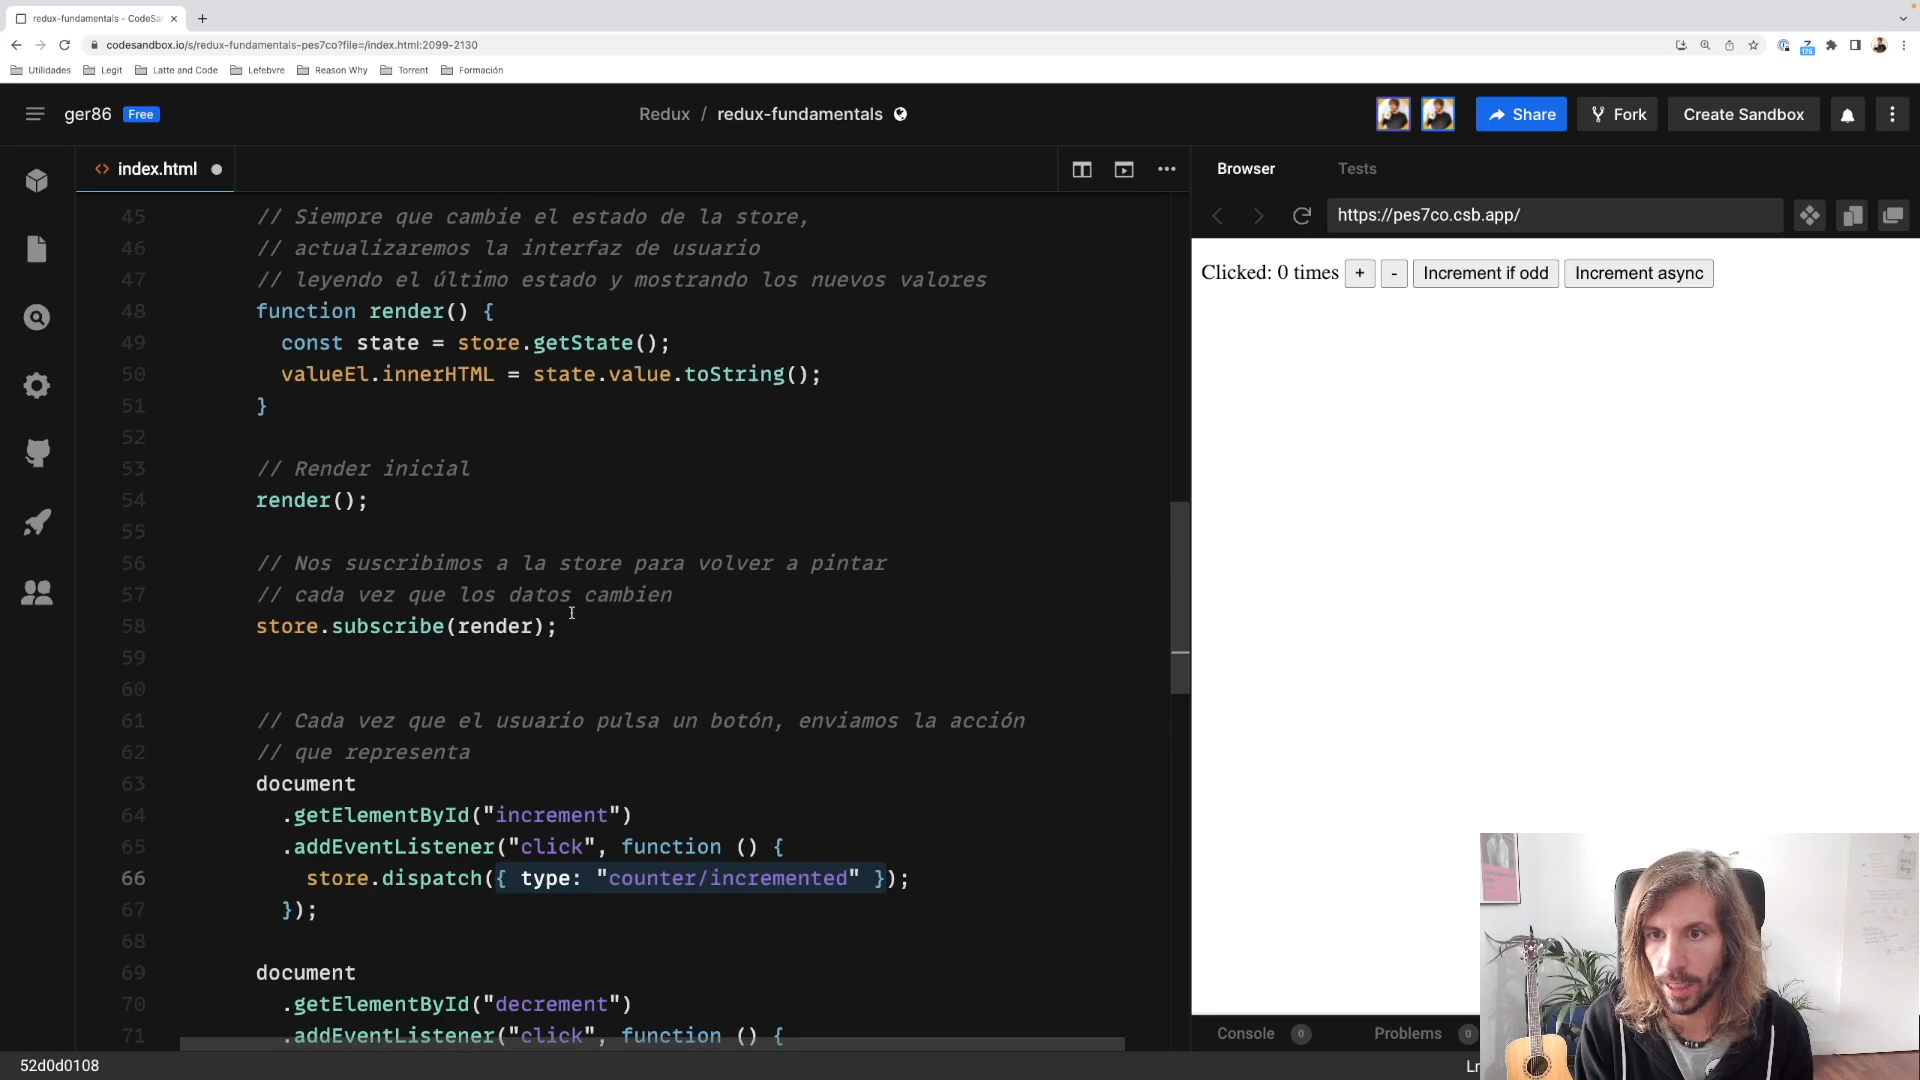 redux-fundamentals - CodeSa
codesandbox.io/s/redux-fundamentals-pes7co?file=/index.html:2099-2130
Utilidades Legit Latte and Code Lefebvre Reason Why Torrent Formación
ger86 Free
Redux / redux-fundamentals
Share Fork Create Sandbox
<> index.html
Browser Tests
https://pes7co.csb.app/
Clicked: 0 times + - Increment if odd Increment async
45 // Siempre que cambie el estado de la store,
46 // actualizaremos la interfaz de usuario
47 // leyendo el último estado y mostrando los nuevos valores
48 function render() {
49 const state = store.getState();
50 valueEl.innerHTML = state.value.toString();
51 }
52
53 // Render inicial
54 render();
55
56 // Nos suscribimos a la store para volver a pintar
57 // cada vez que los datos cambien
58 store.subscribe(render);
59
60
61 // Cada vez que el usuario pulsa un botón, enviamos la acción
62 // que representa
63 document
64 .getElementById("increment")
65 .addEventListener("click", function () {
66 store.dispatch({ type: "counter/incremented" });
67 });
68
69 document
70 .getElementById("decrement")
71 .addEventListener("click", function () {
Console 0 Problems 0
52d0d0108